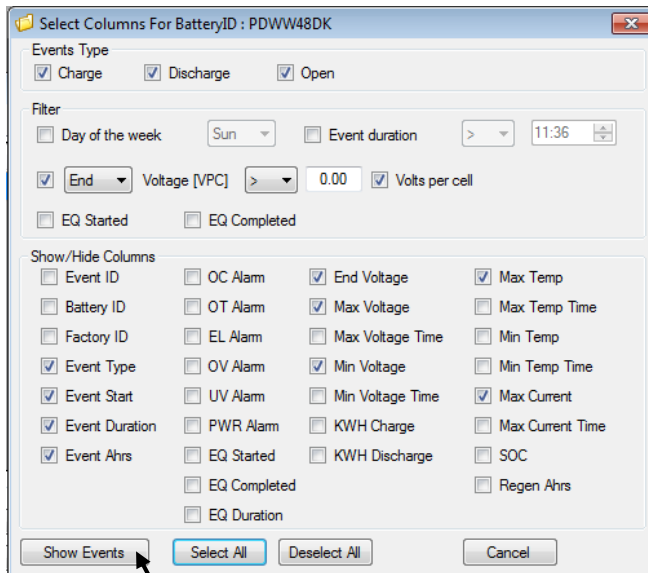 Select Columns For BatteryID : PDWW48DK
Events Type
Charge Discharge Open
Filter
Day of the week Sun Event duration > 11:36
End Voltage [VPC] > 0.00 Volts per cell
EQ Started EQ Completed
Show/Hide Columns
Event ID OC Alarm End Voltage Max Temp
Battery ID OT Alarm Max Voltage Max Temp Time
Factory ID EL Alarm Max Voltage Time Min Temp
Event Type OV Alarm Min Voltage Min Temp Time
Event Start UV Alarm Min Voltage Time Max Current
Event Duration PWR Alarm KWH Charge Max Current Time
Event Ahrs EQ Started KWH Discharge SOC
EQ Completed Regen Ahrs
EQ Duration
Show Events Select All Deselect All Cancel